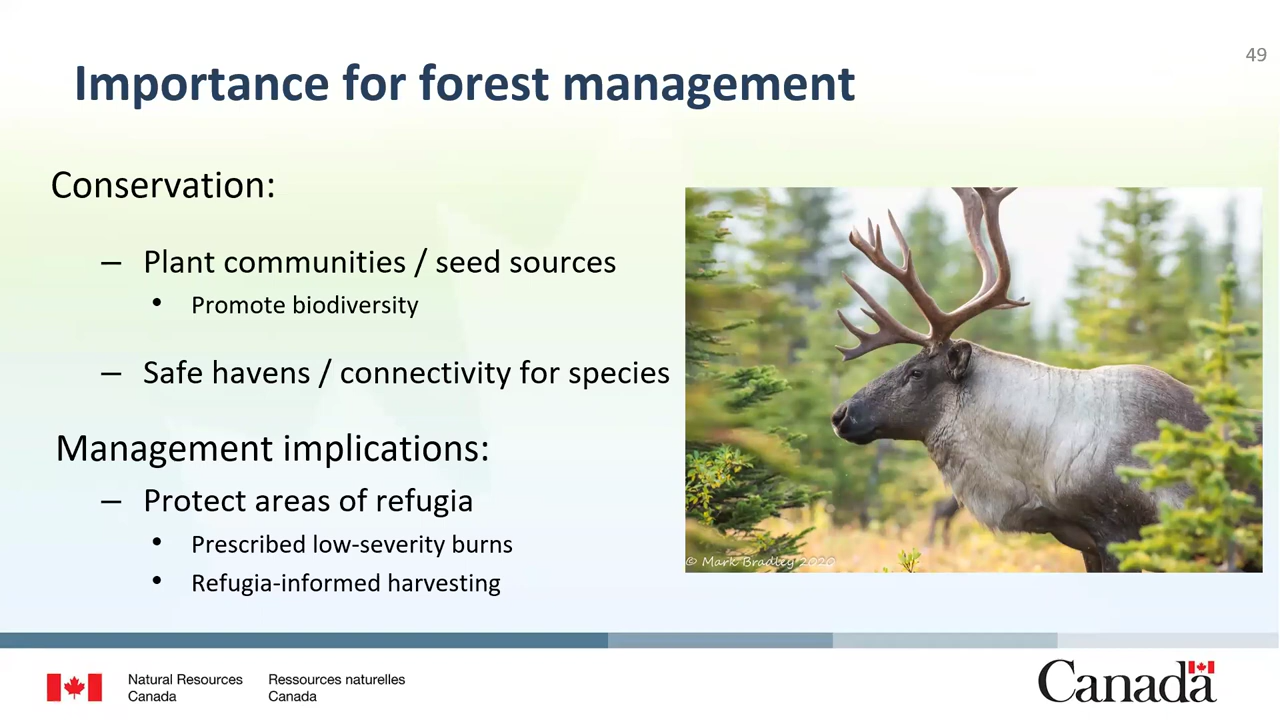 49
Importance for forest management
Conservation:
– Plant communities / seed sources
• Promote biodiversity
– Safe havens / connectivity for species
Management implications:
– Protect areas of refugia
• Prescribed low-severity burns
• Refugia-informed harvesting
© Mark Bradley 2020
Natural Resources Canada
Ressources naturelles Canada
Canada